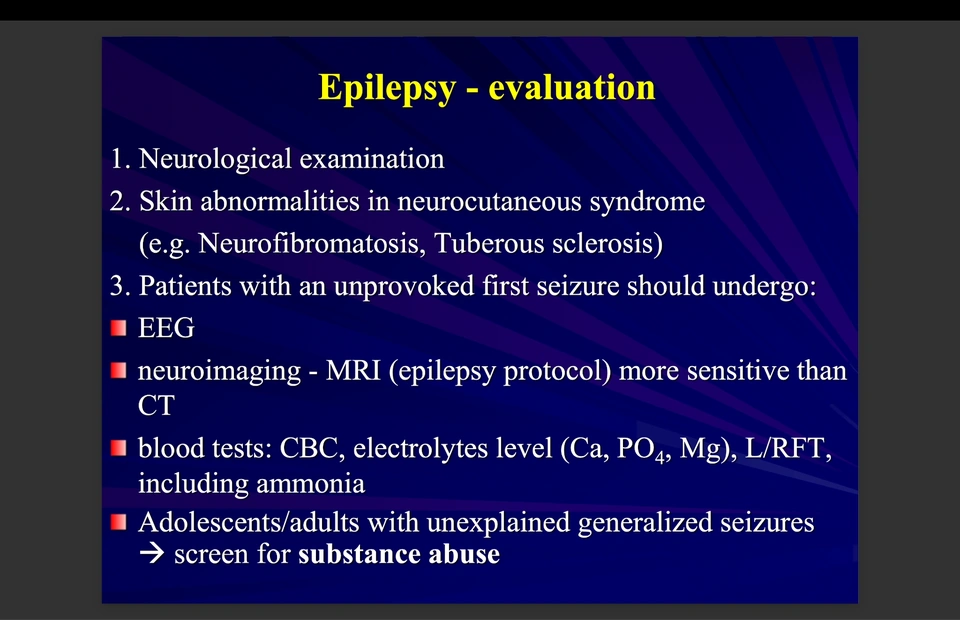 Epilepsy - evaluation
1. Neurological examination
2. Skin abnormalities in neurocutaneous syndrome
(e.g. Neurofibromatosis, Tuberous sclerosis)
3. Patients with an unprovoked first seizure should undergo:
EEG
neuroimaging - MRI (epilepsy protocol) more sensitive than
CT
blood tests: CBC, electrolytes level (Ca, PO₄, Mg), L/RFT,
including ammonia
Adolescents/adults with unexplained generalized seizures
→ screen for substance abuse